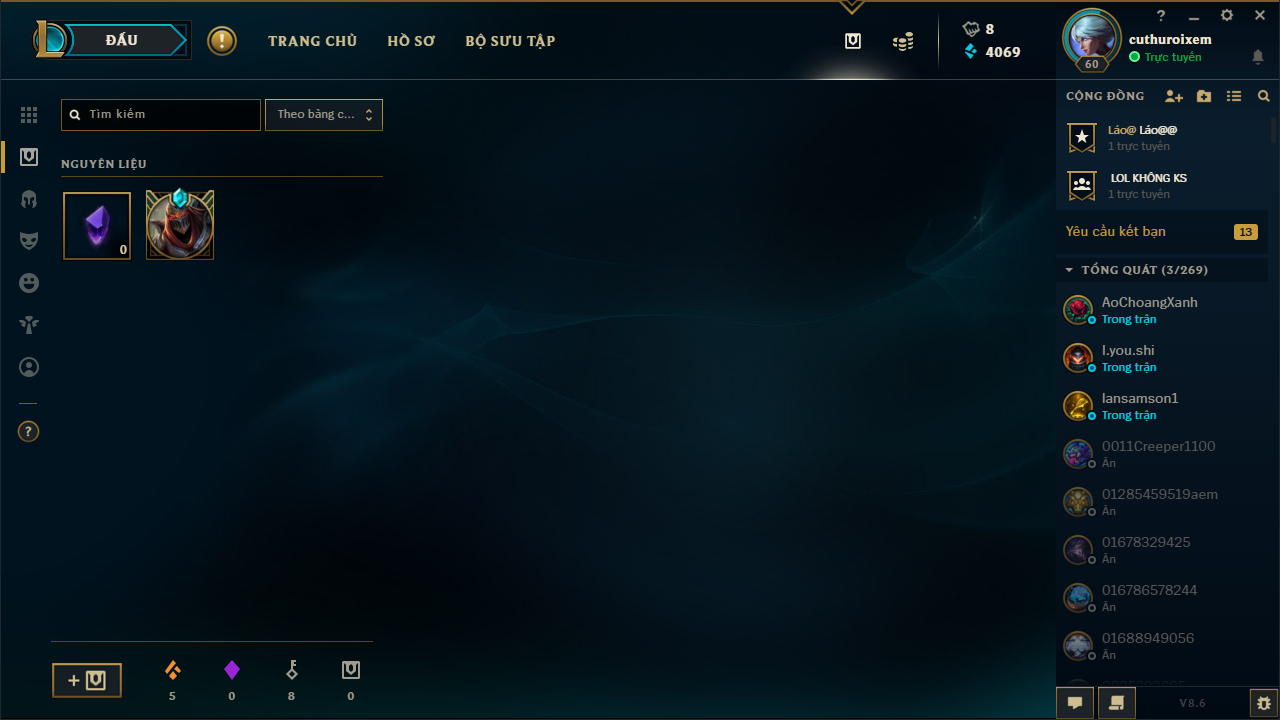 ĐẤU
TRANG CHỦ
HỒ SƠ
BỘ SƯU TẬP
8
4069
60
cuthuroixem
Trực tuyến
Tìm kiếm
Theo bảng c...
NGUYÊN LIỆU
0
5
0
8
0
CỘNG ĐỒNG
Láo@ Láo@@
1 trực tuyến
LOL KHÔNG KS
1 trực tuyến
Yêu cầu kết bạn
13
TỔNG QUÁT (3/269)
AoChoangXanh
Trong trận
I.you.shi
Trong trận
lansamson1
Trong trận
0011Creeper1100
Ẩn
01285459519aem
Ẩn
01678329425
Ẩn
016786578244
Ẩn
01688949056
Ẩn
V8.6